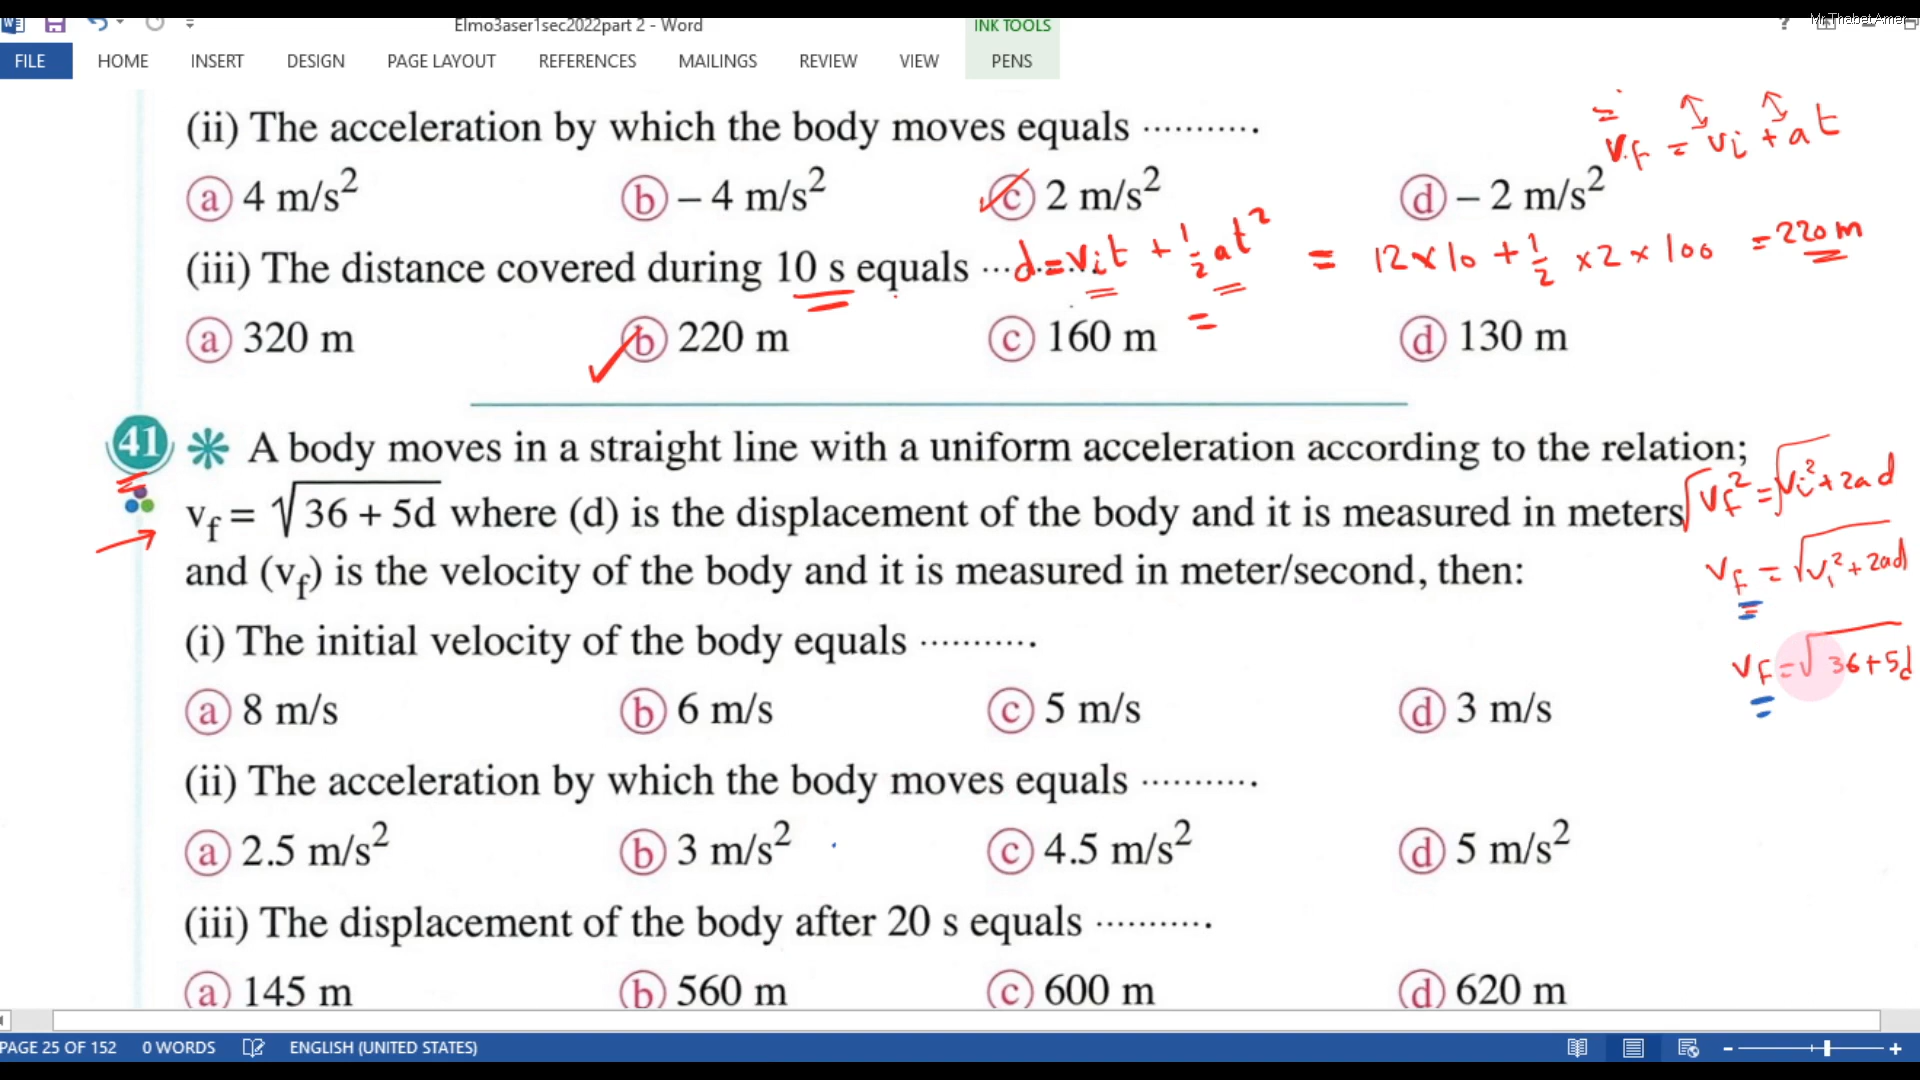 Elmo3aser1sec2022part 2 - Word
INK TOOLS
Mr.Thabet Amer
FILE HOME INSERT DESIGN PAGE LAYOUT REFERENCES MAILINGS REVIEW VIEW PENS
(ii) The acceleration by which the body moves equals ...........
vf = vi + at
ⓐ 4 m/s² ⓑ – 4 m/s² ⓒ 2 m/s² ⓓ – 2 m/s²
(iii) The distance covered during 10 s equals ...........
d = vit + 1/2 at² = 12 × 10 + 1/2 × 2 × 100 = 220 m
ⓐ 320 m ⓑ 220 m ⓒ 160 m ⓓ 130 m
41 A body moves in a straight line with a uniform acceleration according to the relation;
vf = √36 + 5d where (d) is the displacement of the body and it is measured in meters
and (vf) is the velocity of the body and it is measured in meter/second, then:
√vf² = √vi² + 2ad
vf = √vi² + 2ad
vf = √36 + 5d
(i) The initial velocity of the body equals ...........
ⓐ 8 m/s ⓑ 6 m/s ⓒ 5 m/s ⓓ 3 m/s
(ii) The acceleration by which the body moves equals ...........
ⓐ 2.5 m/s² ⓑ 3 m/s² ⓒ 4.5 m/s² ⓓ 5 m/s²
(iii) The displacement of the body after 20 s equals ...........
ⓐ 145 m ⓑ 560 m ⓒ 600 m ⓓ 620 m
PAGE 25 OF 152 0 WORDS ENGLISH (UNITED STATES)